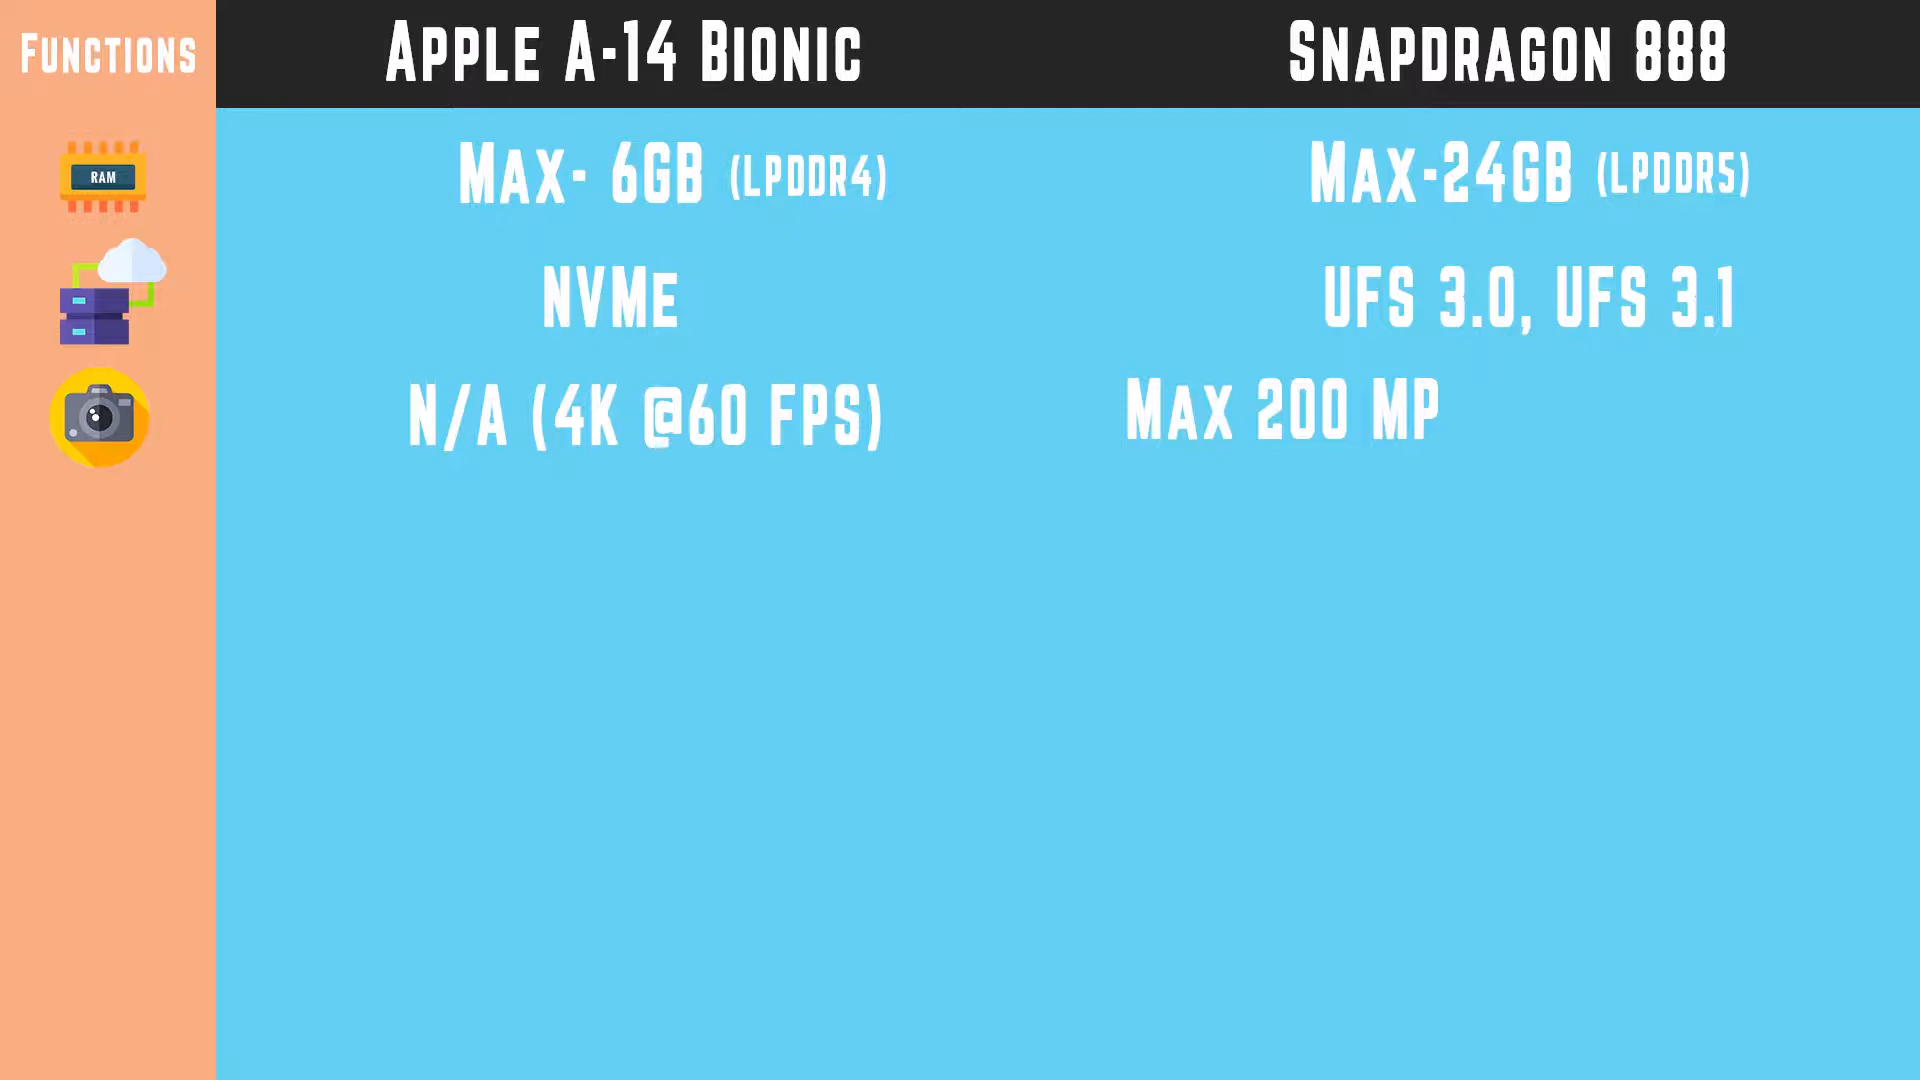 Functions
Apple A-14 Bionic
Snapdragon 888
RAM
Max- 6GB (LPDDR4)
Max-24GB (LPDDR5)
NVMe
UFS 3.0, UFS 3.1
N/A (4K @60 FPS)
Max 200 MP